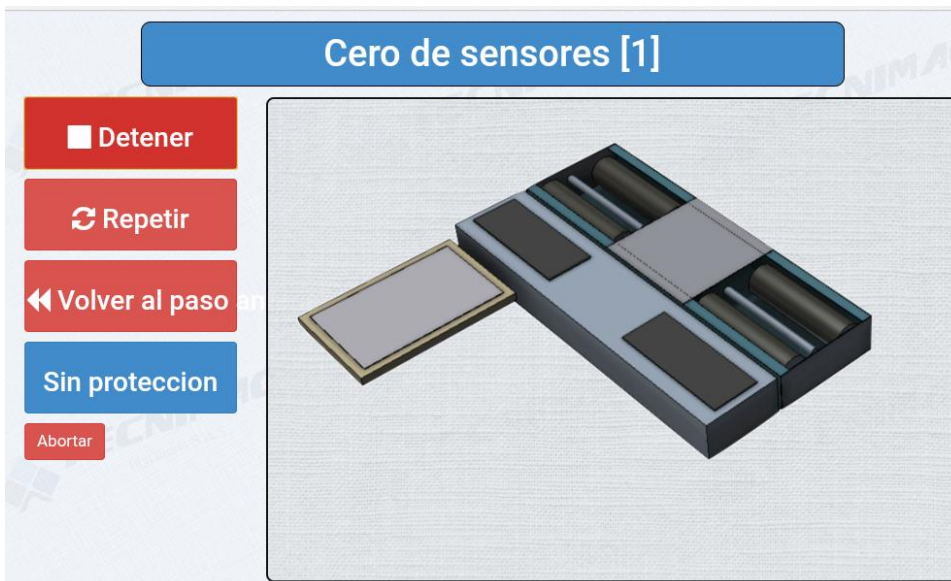 Cero de sensores [1]
Detener
Repetir
Volver al paso an
Sin proteccion
Abortar